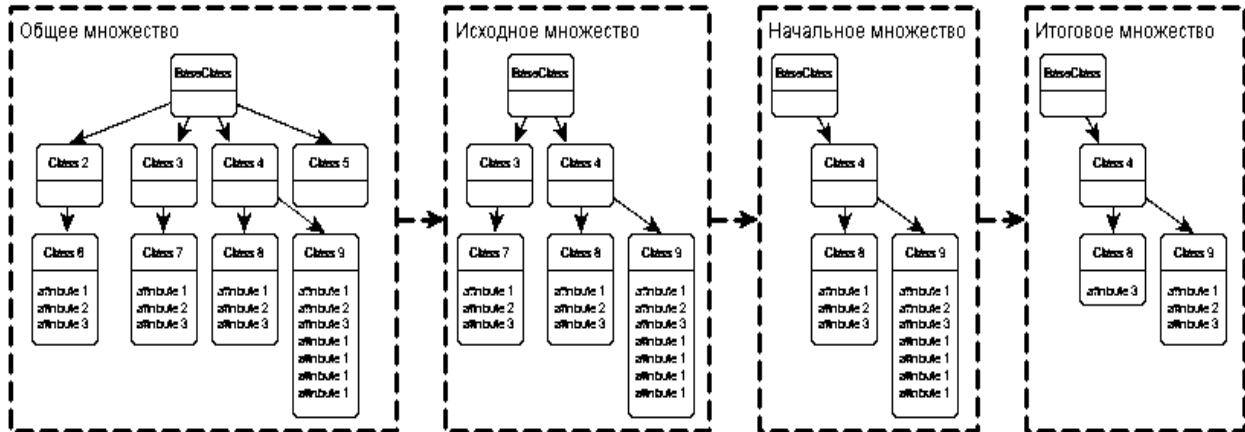 Общее множество
BaseClass
Class 2
Class 3
Class 4
Class 5
Class 6
attribute 1
attribute 2
attribute 3
Class 7
attribute 1
attribute 2
attribute 3
Class 8
attribute 1
attribute 2
attribute 3
Class 9
attribute 1
attribute 2
attribute 3
attribute 1
attribute 1
attribute 1
attribute 1
Исходное множество
BaseClass
Class 3
Class 4
Class 7
attribute 1
attribute 2
attribute 3
Class 8
attribute 1
attribute 2
attribute 3
Class 9
attribute 1
attribute 2
attribute 3
attribute 1
attribute 1
attribute 1
attribute 1
Начальное множество
BaseClass
Class 4
Class 8
attribute 1
attribute 2
attribute 3
Class 9
attribute 1
attribute 2
attribute 3
attribute 1
attribute 1
attribute 1
attribute 1
Итоговое множество
BaseClass
Class 4
Class 8
attribute 3
Class 9
attribute 1
attribute 2
attribute 1